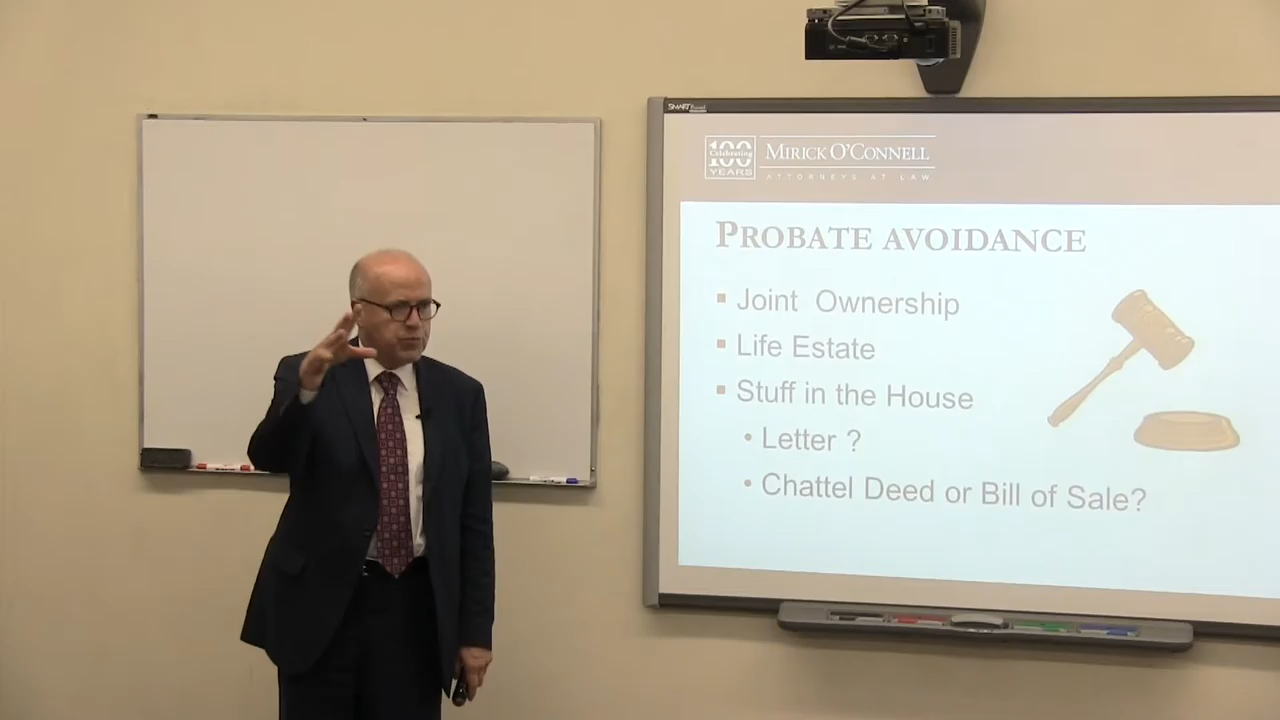 SMART Board
Celebrating
100
YEARS
MIRICK O'CONNELL
ATTORNEYS AT LAW
PROBATE AVOIDANCE
▪ Joint Ownership
▪ Life Estate
▪ Stuff in the House
• Letter ?
• Chattel Deed or Bill of Sale?